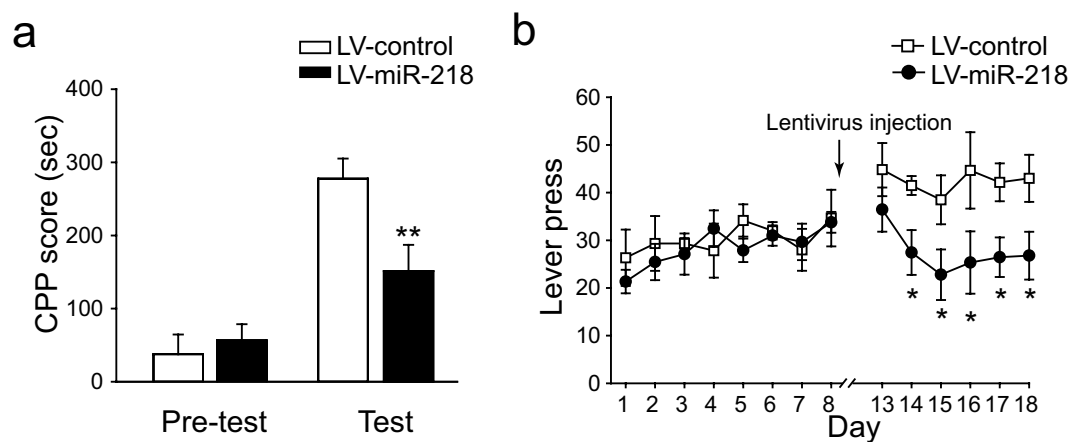 a
LV-control
LV-miR-218
400
300
200
100
0
CPP score (sec)
**
Pre-test
Test
b
LV-control
LV-miR-218
60
50
40
30
20
10
0
Lever press
Lentivirus injection
* * * * *
1 2 3 4 5 6 7 8 13 14 15 16 17 18
Day